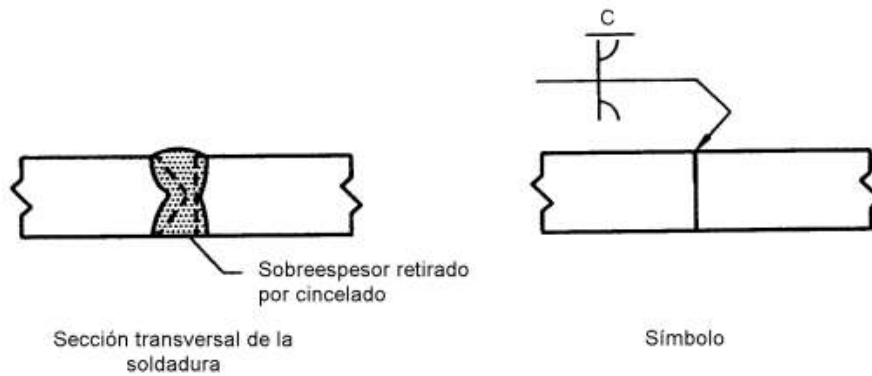 C
Sobreespesor retirado
por cincelado
Sección transversal de la
soldadura
Símbolo